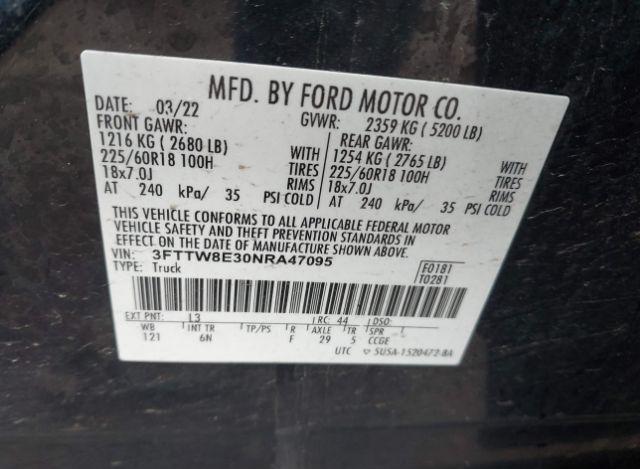 MFD. BY FORD MOTOR CO.
DATE: 03/22 GVWR: 2359 KG ( 5200 LB)
FRONT GAWR: REAR GAWR:
1216 KG ( 2680 LB) WITH 1254 KG ( 2765 LB) WITH
225/60R18 100H TIRES 225/60R18 100H TIRES
18x7.0J RIMS 18x7.0J RIMS
AT 240 kPa/ 35 PSI COLD AT 240 kPa/ 35 PSI COLD
THIS VEHICLE CONFORMS TO ALL APPLICABLE FEDERAL MOTOR
VEHICLE SAFETY AND THEFT PREVENTION STANDARDS IN
EFFECT ON THE DATE OF MANUFACTURE SHOWN ABOVE.
VIN: 3FTTW8E30NRA47095 F0181
TYPE: Truck T0281
EXT PNT: L3 RC: 44 DSO:
WB INT TR TP/PS R AXLE TR SPR
121 6N F 29 5 CCGE
UTC 5USA-1520472-BA